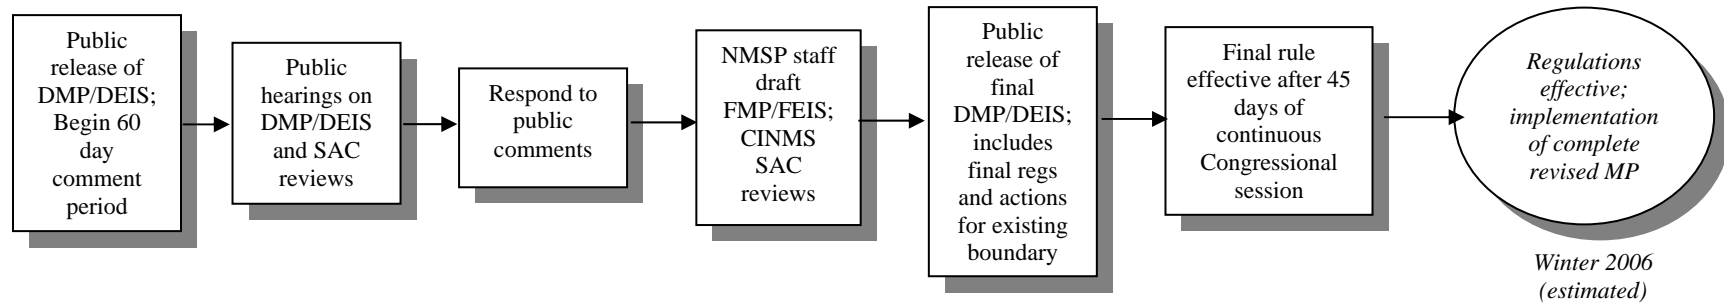 Public
release of
DMP/DEIS;
Begin 60
day
comment
period
Public
hearings on
DMP/DEIS
and SAC
reviews
Respond to
public
comments
NMSP staff
draft
FMP/FEIS;
CINMS
SAC
reviews
Public
release of
final
DMP/DEIS;
includes
final regs
and actions
for existing
boundary
Final rule
effective after 45
days of
continuous
Congressional
session
Regulations
effective;
implementation
of complete
revised MP
Winter 2006
(estimated)